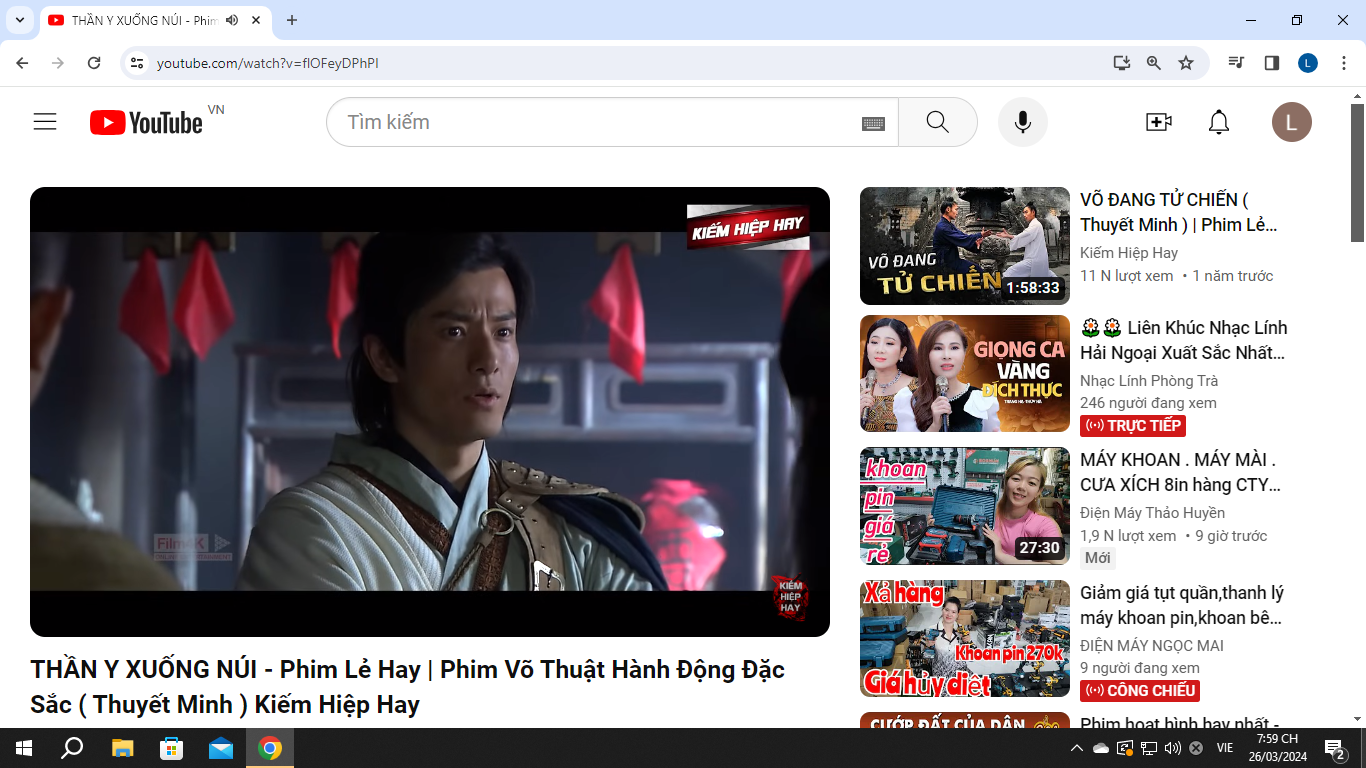 THẦN Y XUỐNG NÚI - Phim
youtube.com/watch?v=flOFeyDPhPI
L
YouTube VN
Tìm kiếm
L
KIẾM HIỆP HAY
Film4K
KIẾM
HIỆP
HAY
THẦN Y XUỐNG NÚI - Phim Lẻ Hay | Phim Võ Thuật Hành Động Đặc
Sắc ( Thuyết Minh ) Kiếm Hiệp Hay
VÕ ĐANG
TỬ CHIẾN
1:58:33
VÕ ĐANG TỬ CHIẾN (
Thuyết Minh ) | Phim Lẻ...
Kiếm Hiệp Hay
11 N lượt xem • 1 năm trước
GIỌNG CA
VÀNG
ĐÍCH THỰC
Liên Khúc Nhạc Lính
Hải Ngoại Xuất Sắc Nhất...
Nhạc Lính Phòng Trà
246 người đang xem
TRỰC TIẾP
khoan
pin
giá
rẻ
27:30
MÁY KHOAN . MÁY MÀI .
CƯA XÍCH 8in hàng CTY...
Điện Máy Thảo Huyền
1,9 N lượt xem • 9 giờ trước
Mới
Xả hàng
Khoan pin 270k
Giá hủy diệt
Giảm giá tụt quần,thanh lý
máy khoan pin,khoan bê...
ĐIỆN MÁY NGỌC MAI
9 người đang xem
CÔNG CHIẾU
CƯỚP ĐẤT CỦA DÂN
Phim hoạt hình hay nhất -
VIE
7:59 CH
26/03/2024
2